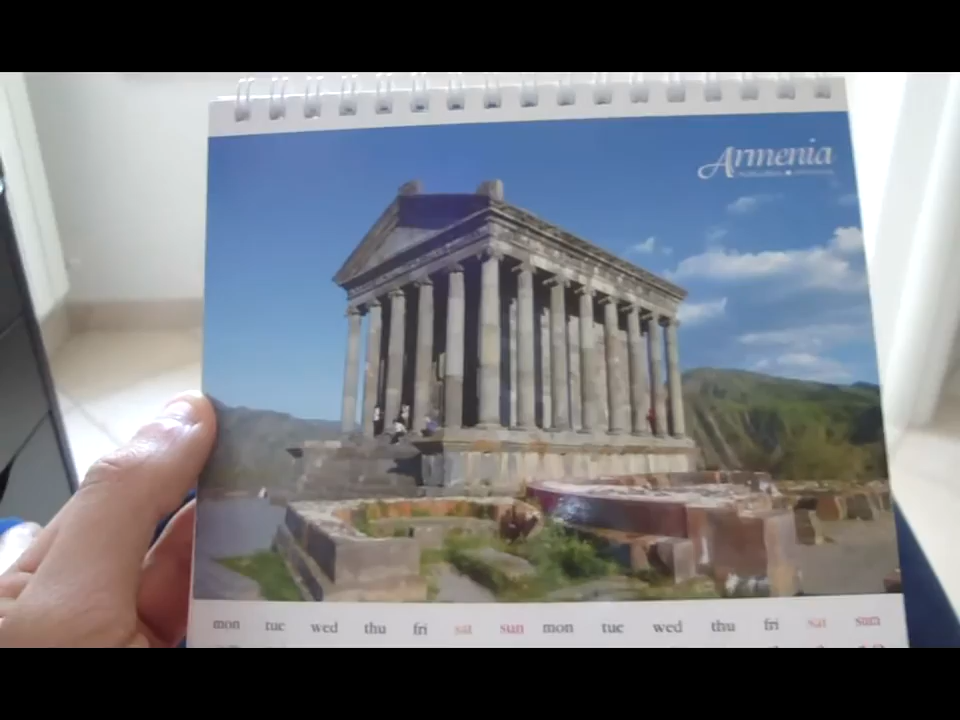 Armenia
mon tue wed thu fri sat sun mon tue wed thu fri sat sun